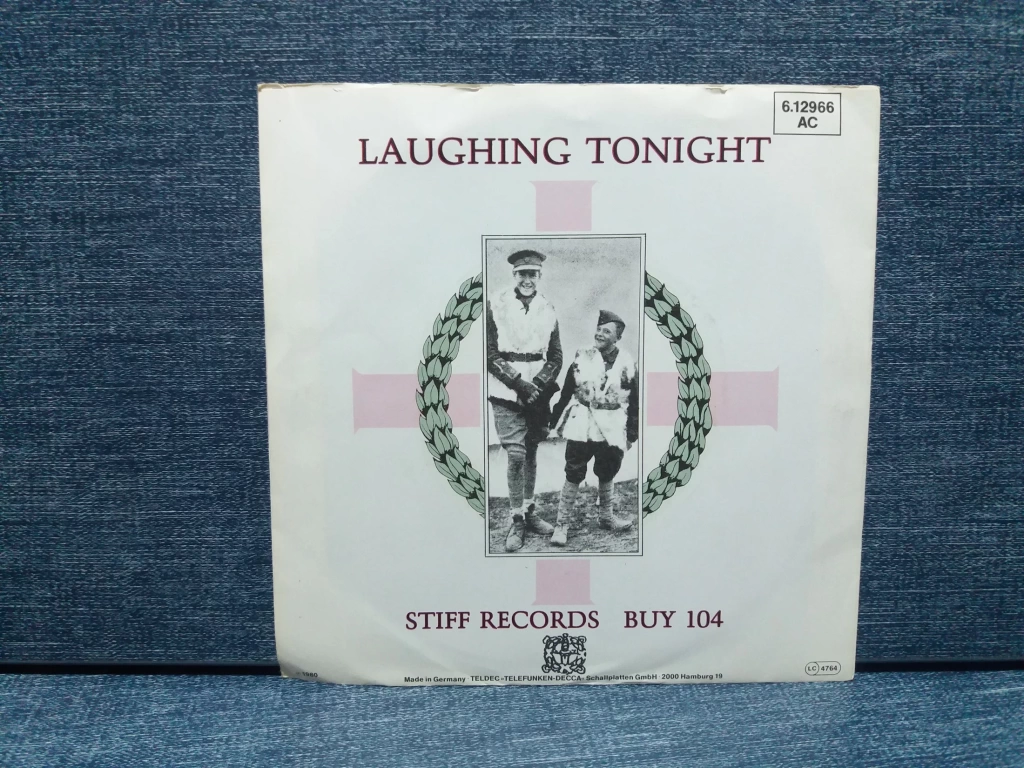 6.12966
AC
LAUGHING TONIGHT
STIFF RECORDS BUY 104
1980
Made in Germany TELDEC»TELEFUNKEN-DECCA« Schallplatten GmbH 2000 Hamburg 19
LC 4764